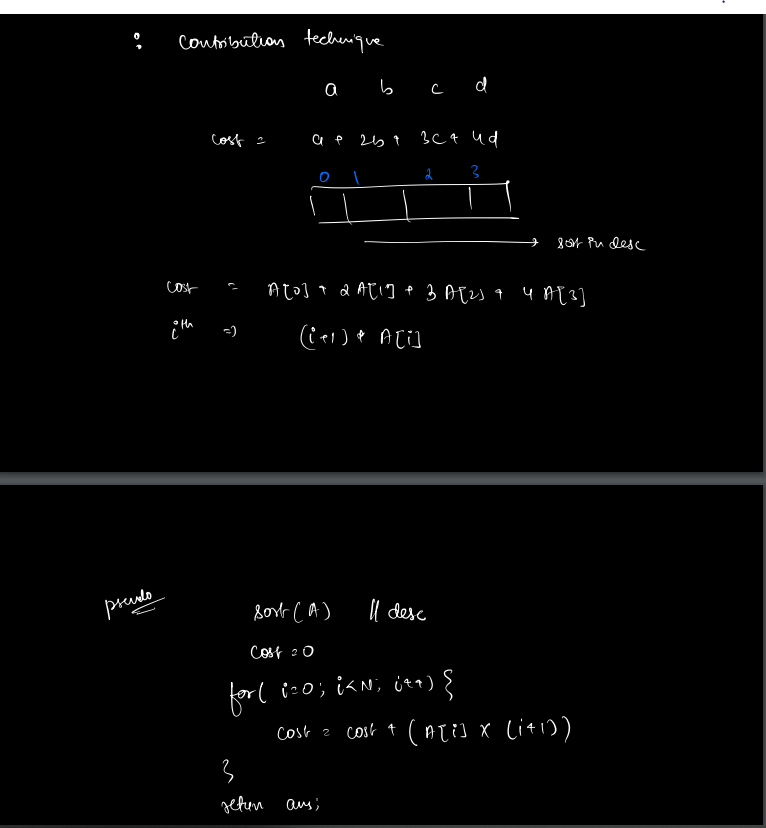 : Contribution technique
a b c d
cost = a + 2b + 3c + 4d
0 1 2 3
sort in desc
cost = A[0] + 2 A[1] + 3 A[2] + 4 A[3]
ith => (i+1) * A[i]
pseudo
sort(A) // desc
cost = 0
for( i=0; i<N; i++) {
cost = cost + (A[i] x (i+1))
}
return ans;